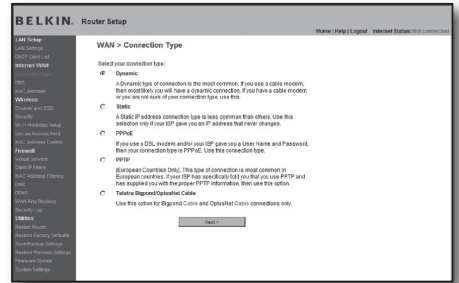 BELKIN. Router Setup
Home | Help | Logout Internet Status: Not connected
LAN Setup
LAN Settings
DHCP Client List
Internet WAN
Connection Type
DNS
MAC Address
Wireless
Channel and SSID
Security
Wi-Fi Protected Setup
Use as Access Point
MAC Address Control
Firewall
Virtual Servers
Client IP Filters
MAC Address Filtering
DMZ
DDNS
WAN Ping Blocking
Security Log
Utilities
Restart Router
Restore Factory Defaults
Save/Backup Settings
Restore Previous Settings
Firmware Update
System Settings
WAN > Connection Type
Select your connection type:
Dynamic
A Dynamic type of connection is the most common. If you use a cable modem,
then most likely you will have a dynamic connection. If you have a cable modem
or you are not sure of your connection type, use this.
Static
A Static IP address connection type is less common than others. Use this
selection only if your ISP gave you an IP address that never changes.
PPPoE
If you use a DSL modem and/or your ISP gave you a User Name and Password,
then your connection type is PPPoE. Use this connection type.
PPTP
[European Countries Only]. This type of connection is most common in
European countries. If your ISP has specifically told you that you use PPTP and
has supplied you with the proper PPTP information, then use this option.
Telstra Bigpond/OptusNet Cable
Use this option for Bigpond Cable and OptusNet Cable connections only.
Next >